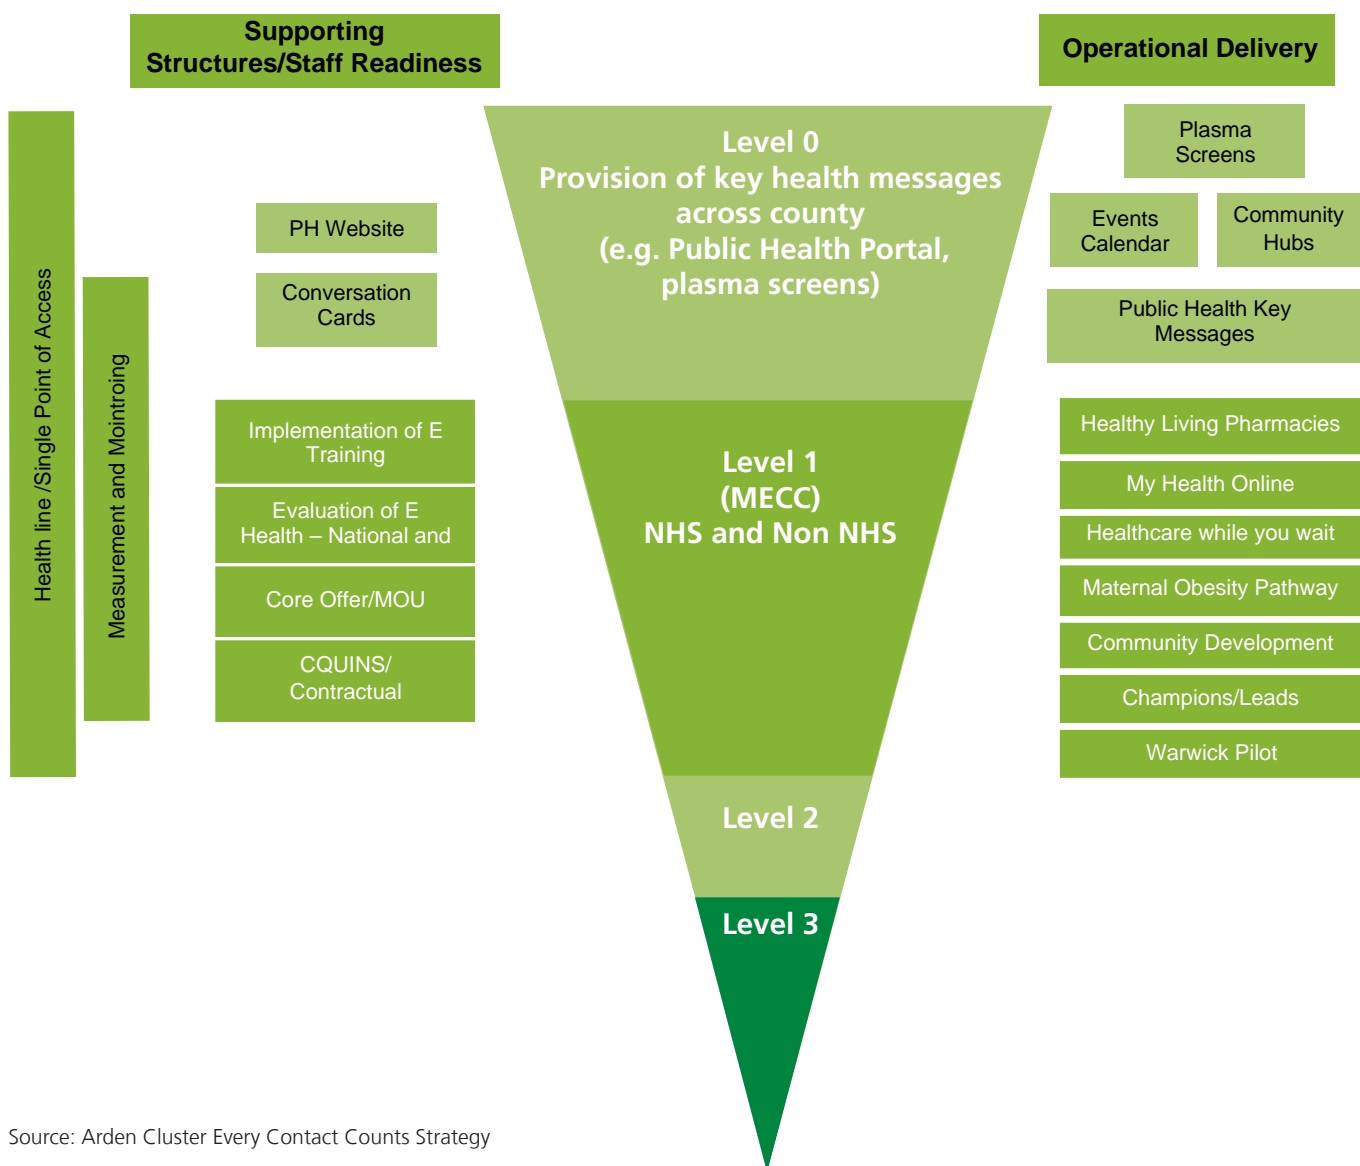 Supporting
Structures/Staff Readiness
Operational Delivery
Health line /Single Point of Access
Measurement and Mointroing
PH Website
Conversation
Cards
Implementation of E
Training
Evaluation of E
Health – National and
Core Offer/MOU
CQUINS/
Contractual
Level 0
Provision of key health messages
across county
(e.g. Public Health Portal,
plasma screens)
Level 1
(MECC)
NHS and Non NHS
Level 2
Level 3
Plasma
Screens
Events
Calendar
Community
Hubs
Public Health Key
Messages
Healthy Living Pharmacies
My Health Online
Healthcare while you wait
Maternal Obesity Pathway
Community Development
Champions/Leads
Warwick Pilot
Source: Arden Cluster Every Contact Counts Strategy